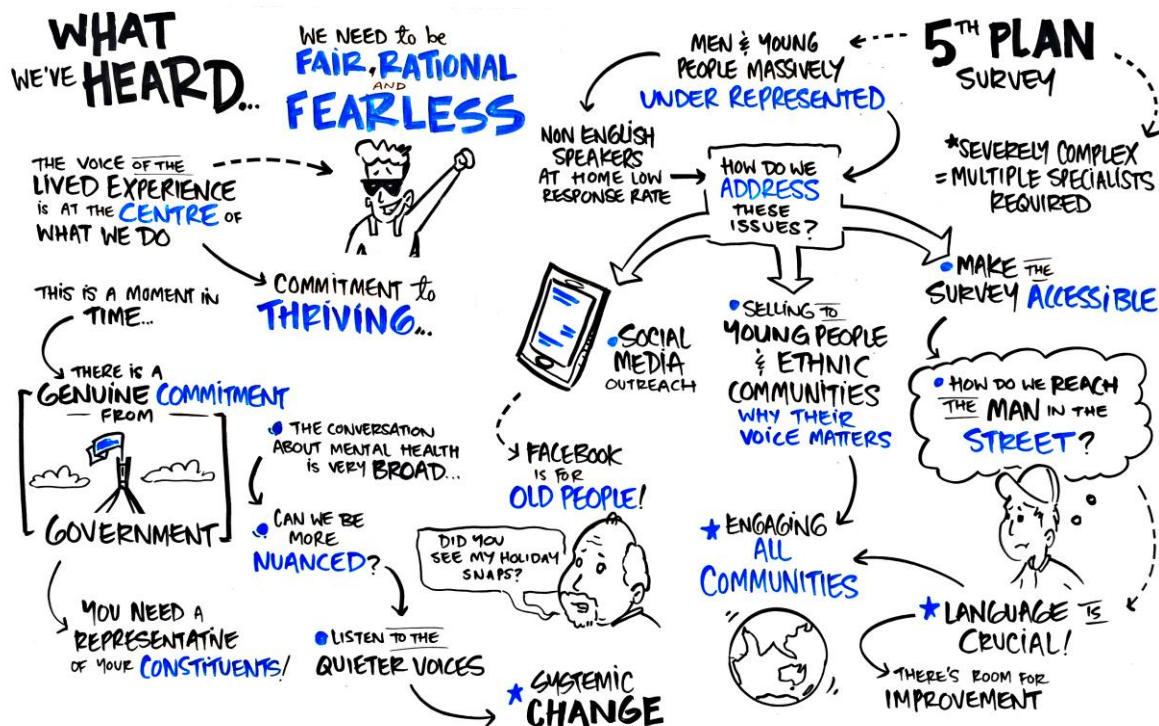 WHAT
WE'VE HEARD...
WE NEED to be
FAIR, RATIONAL
AND
FEARLESS
THE VOICE OF THE
LIVED EXPERIENCE
IS AT THE CENTRE OF
WHAT WE DO
COMMITMENT to
THRIVING...
THIS IS A MOMENT IN
TIME...
THERE IS A
GENUINE COMMITMENT
FROM
GOVERNMENT
YOU NEED A
REPRESENTATIVE
OF YOUR CONSTITUENTS!
THE CONVERSATION
ABOUT MENTAL HEALTH
IS VERY BROAD...
CAN WE BE
MORE
NUANCED?
LISTEN TO THE
QUIETER VOICES
★ SYSTEMIC
CHANGE
5TH PLAN
SURVEY
MEN & YOUNG
PEOPLE MASSIVELY
UNDER REPRESENTED
NON ENGLISH
SPEAKERS
AT HOME LOW
RESPONSE RATE
★SEVERELY COMPLEX
= MULTIPLE SPECIALISTS
REQUIRED
HOW DO WE
ADDRESS
THESE
ISSUES?
• SOCIAL
MEDIA
OUTREACH
FACEBOOK
IS FOR
OLD PEOPLE!
DID YOU
SEE MY HOLIDAY
SNAPS?
• SELLING TO
YOUNG PEOPLE
& ETHNIC
COMMUNITIES
WHY THEIR
VOICE MATTERS
★ ENGAGING
ALL
COMMUNITIES
• MAKE THE
SURVEY ACCESSIBLE
• HOW DO WE REACH
THE MAN IN THE
STREET?
★ LANGUAGE IS
CRUCIAL!
THERE'S ROOM FOR
IMPROVEMENT